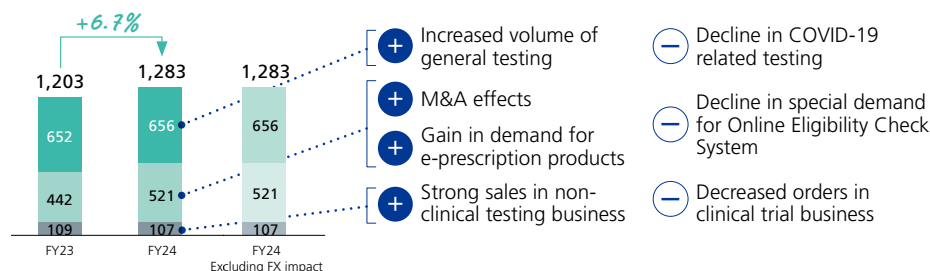 +6.7%
1,203
1,283
1,283
652
656
656
442
521
521
109
107
107
FY23
FY24
FY24
Excluding FX impact
+
Increased volume of
general testing
+
M&A effects
+
Gain in demand for
e-prescription products
+
Strong sales in non-
clinical testing business
−
Decline in COVID-19
related testing
−
Decline in special demand
for Online Eligibility Check
System
−
Decreased orders in
clinical trial business